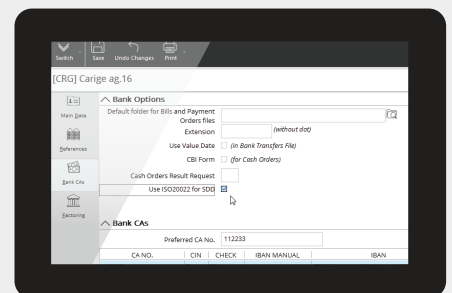 Switch Save Undo Changes Print
[CRG] Carige ag.16
Main Data
References
Bank CAs
Factoring
Bank Options
Default folder for Bills and Payment
Orders files
Extension (without dot)
Use Value Date (in Bank Transfers File)
CBI Form (for Cash Orders)
Cash Orders Result Request
Use ISO20022 for SDD
Bank CAs
Preferred CA No. 112233
CA NO. CIN CHECK IBAN MANUAL IBAN